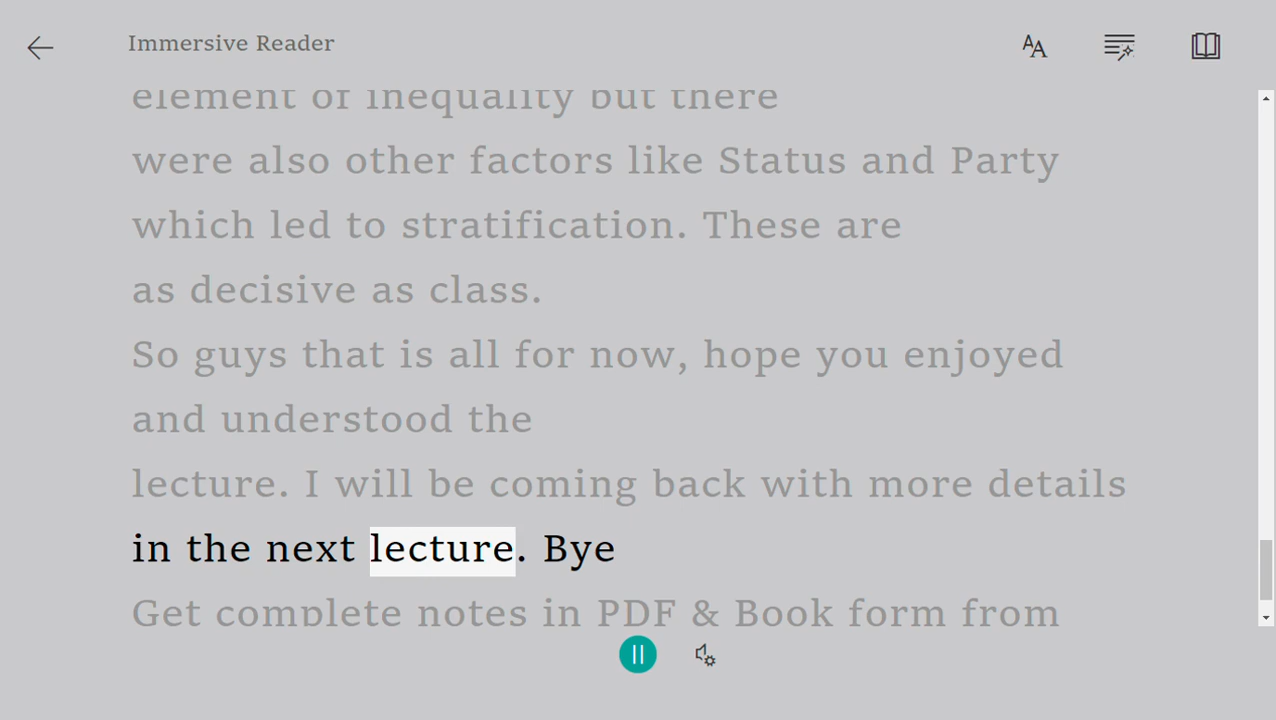 Immersive Reader
element of inequality but there
were also other factors like Status and Party
which led to stratification. These are
as decisive as class.
So guys that is all for now, hope you enjoyed
and understood the
lecture. I will be coming back with more details
in the next lecture. Bye
Get complete notes in PDF & Book form from